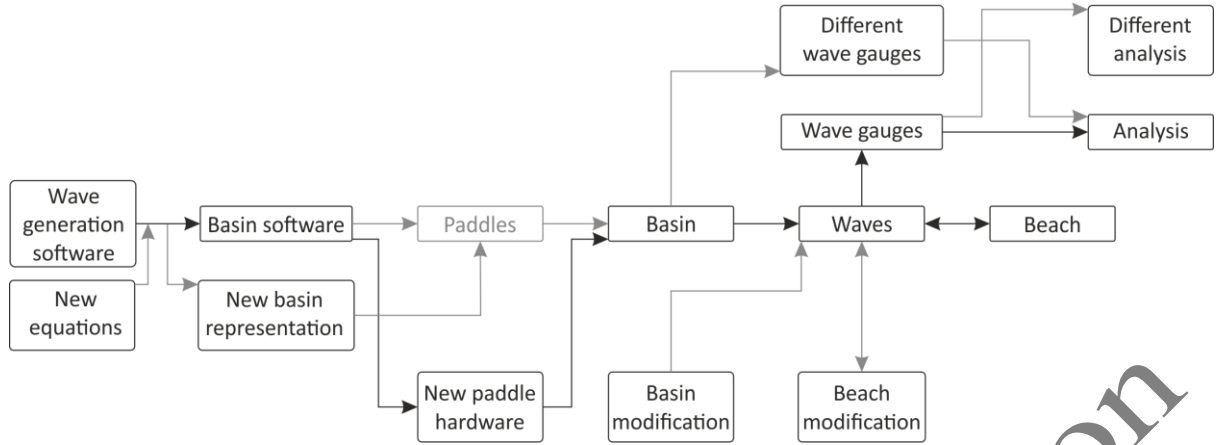 Different
wave gauges
Different
analysis
Wave gauges
Analysis
Wave
generation
software
Basin software
Paddles
Basin
Waves
Beach
New
equations
New basin
representation
New paddle
hardware
Basin
modification
Beach
modification
on